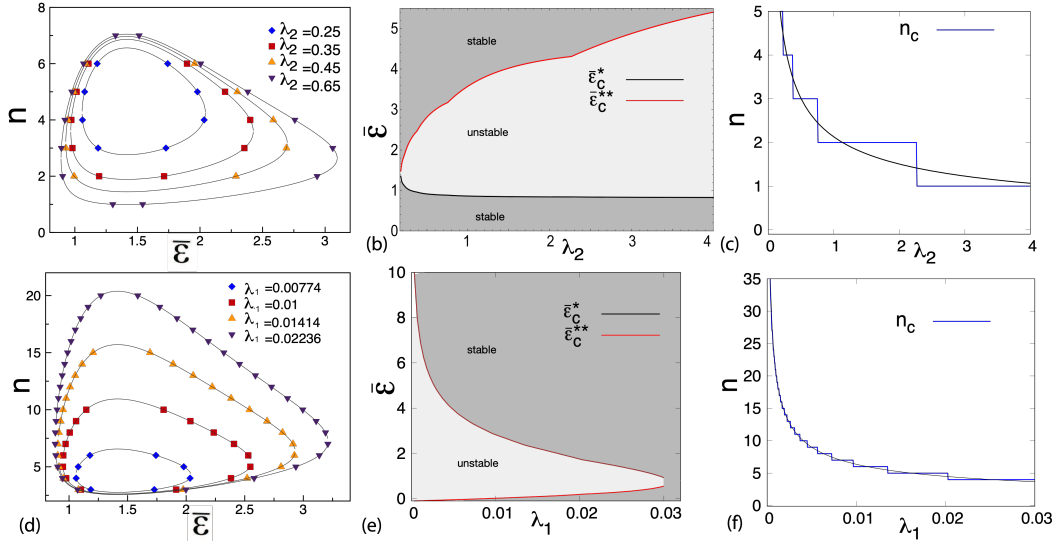 n
8
6
4
2
0
1
1.5
2
2.5
3
ε̄
λ₂=0.25
λ₂=0.35
λ₂=0.45
λ₂=0.65
(b)
ε̄
5
4
3
2
1
0
1
2
3
4
λ₂
stable
unstable
stable
ε̄c*
ε̄c**
(c)
n
5
4
3
2
1
0
0
1
2
3
4
λ₂
nc
(d)
n
20
15
10
5
1
1.5
2
2.5
3
ε̄
λ₁=0.00774
λ₁=0.01
λ₁=0.01414
λ₁=0.02236
(e)
ε̄
10
8
6
4
2
0
0
0.01
0.02
0.03
λ₁
stable
unstable
ε̄c*
ε̄c**
(f)
n
35
30
25
20
15
10
5
0
0
0.01
0.02
0.03
λ₁
nc